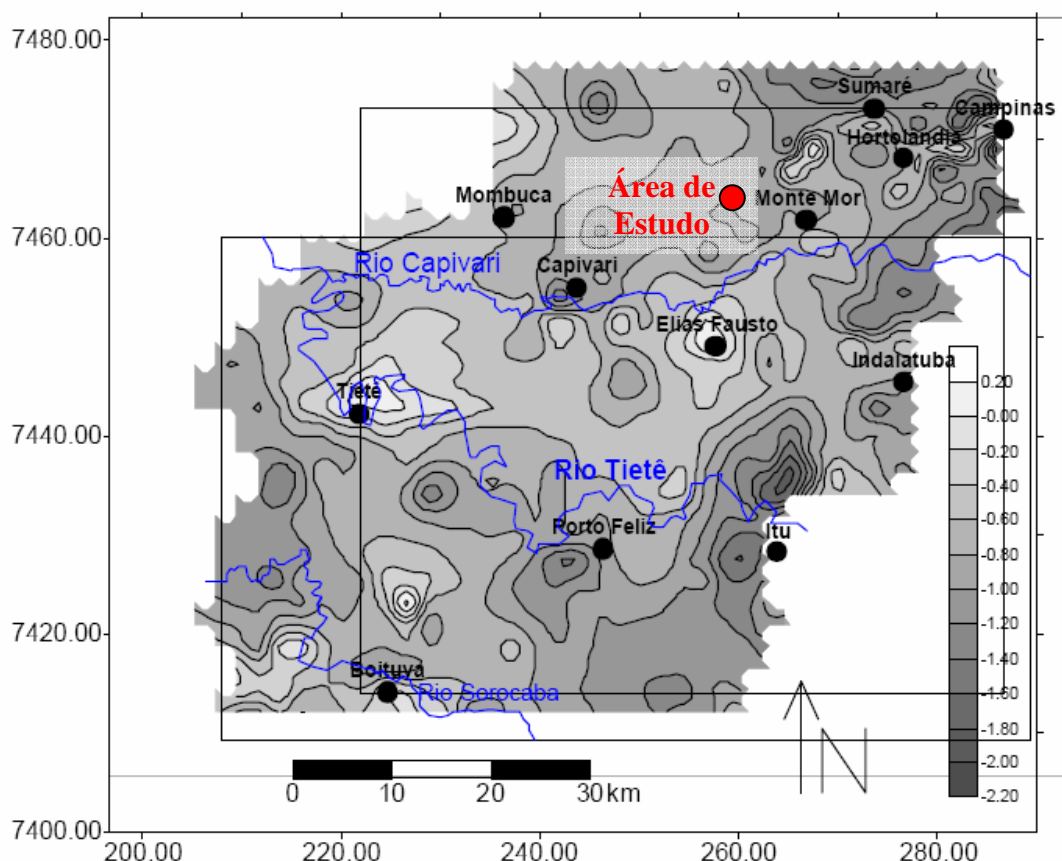 7480.00
Sumaré
Campinas
Hortolandia
Área de
Estudo
Mombuca
Monte Mor
7460.00
Rio Capivari
Capivari
Elias Fausto
Indaiatuba
0.20
Tietê
-0.00
7440.00
-0.20
Rio Tietê
-0.40
-0.60
Porto Feliz
Itu
-0.80
-1.00
7420.00
-1.20
-1.40
Boituva
Rio Sorocaba
-1.60
-1.80
N
-2.00
0 10 20 30 km
-2.20
7400.00
200.00 220.00 240.00 260.00 280.00